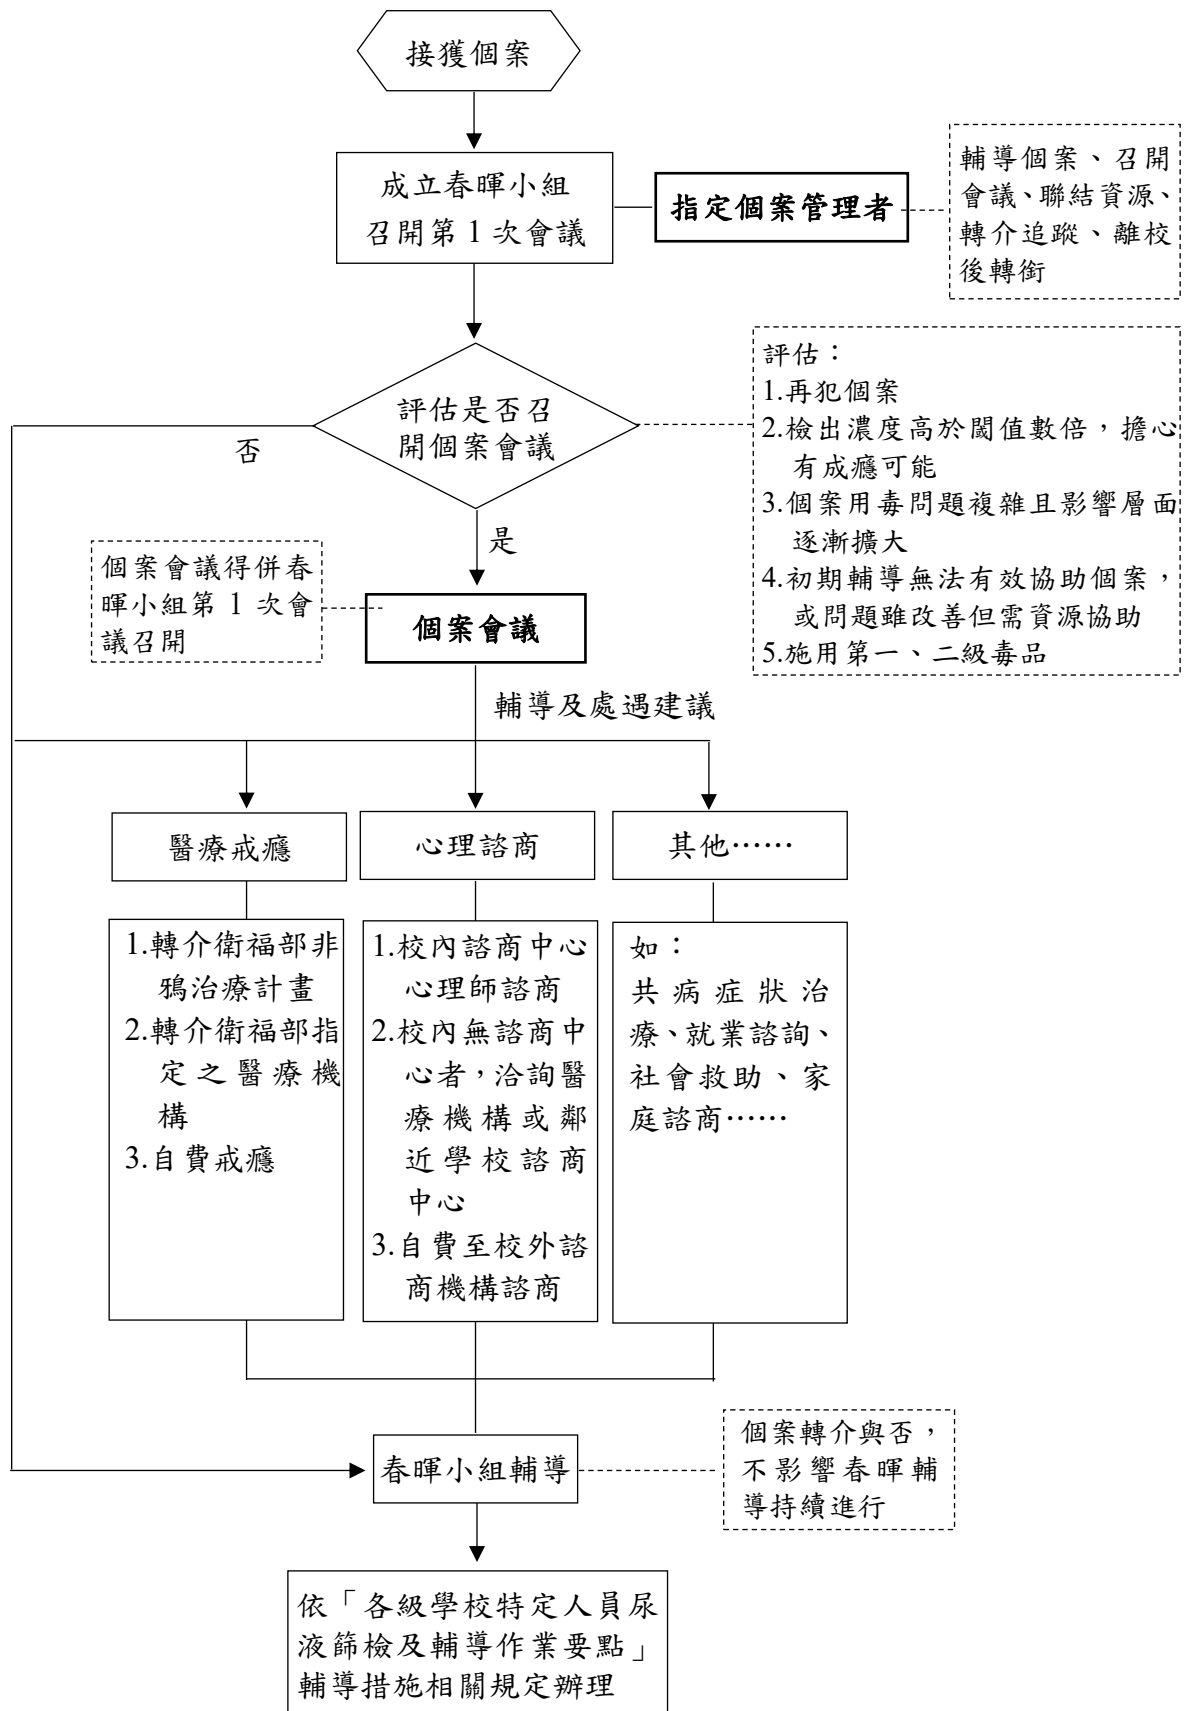 接獲個案
成立春暉小組
召開第 1 次會議
指定個案管理者
輔導個案、召開
會議、聯結資源、
轉介追蹤、離校
後轉銜
評估是否召
開個案會議
否
是
評估：
1.再犯個案
2.檢出濃度高於閾值數倍，擔心
有成癮可能
3.個案用毒問題複雜且影響層面
逐漸擴大
4.初期輔導無法有效協助個案，
或問題雖改善但需資源協助
5.施用第一、二級毒品
個案會議得併春
暉小組第 1 次會
議召開
個案會議
輔導及處遇建議
醫療戒癮
心理諮商
其他……
1.轉介衛福部非
鴉治療計畫
2.轉介衛福部指
定之醫療機
構
3.自費戒癮
1.校內諮商中心
心理師諮商
2.校內無諮商中
心者，洽詢醫
療機構或鄰
近學校諮商
中心
3.自費至校外諮
商機構諮商
如：
共病症狀治
療、就業諮詢、
社會救助、家
庭諮商……
春暉小組輔導
個案轉介與否，
不影響春暉輔
導持續進行
依「各級學校特定人員尿
液篩檢及輔導作業要點」
輔導措施相關規定辦理